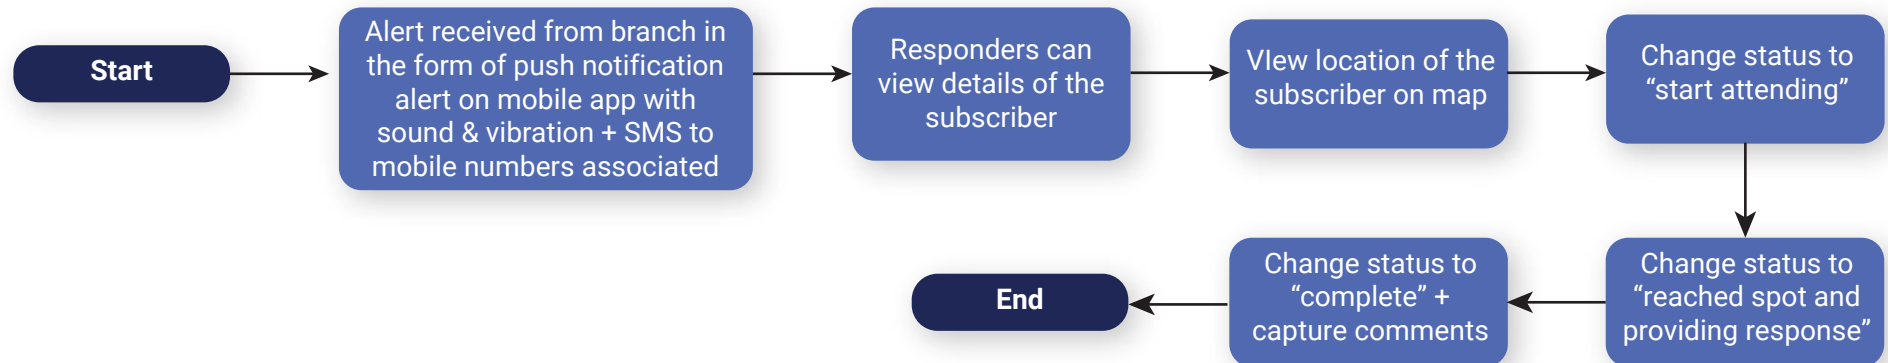 Start
Alert received from branch in
the form of push notification
alert on mobile app with
sound & vibration + SMS to
mobile numbers associated
Responders can
view details of the
subscriber
VIew location of the
subscriber on map
Change status to
“start attending”
Change status to
“reached spot and
providing response”
Change status to
“complete” +
capture comments
End